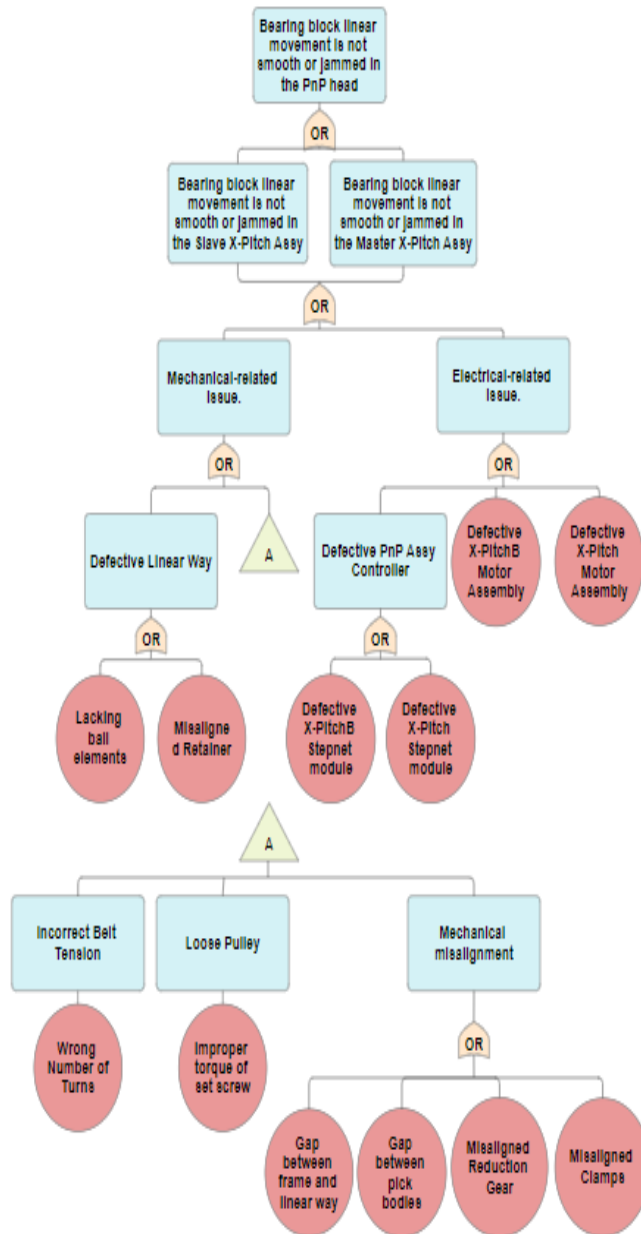 Bearing block linear
movement is not
smooth or jammed in
the PnP head
OR
Bearing block linear
movement is not
smooth or jammed in
the Slave X-Pitch Assy
Bearing block linear
movement is not
smooth or jammed in
the Master X-Pitch Assy
OR
Mechanical-related
issue.
Electrical-related
issue.
OR
OR
Defective Linear Way
A
Defective PnP Assy
Controller
Defective
X-PitchB
Motor
Assembly
Defective
X-Pitch
Motor
Assembly
OR
OR
Lacking
ball
elements
Misaligne
d Retainer
Defective
X-PitchB
Stepnet
module
Defective
X-Pitch
Stepnet
module
A
Incorrect Belt
Tension
Loose Pulley
Mechanical
misalignment
Wrong
Number of
Turns
Improper
torque of
set screw
OR
Gap
between
frame and
linear way
Gap
between
pick
bodies
Misaligned
Reduction
Gear
Misaligned
Clamps